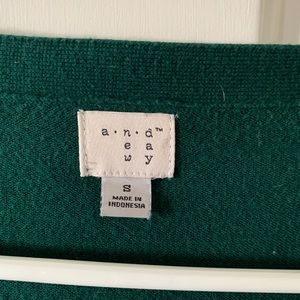 a · n · d™
e a
w y
S
MADE IN
INDONESIA